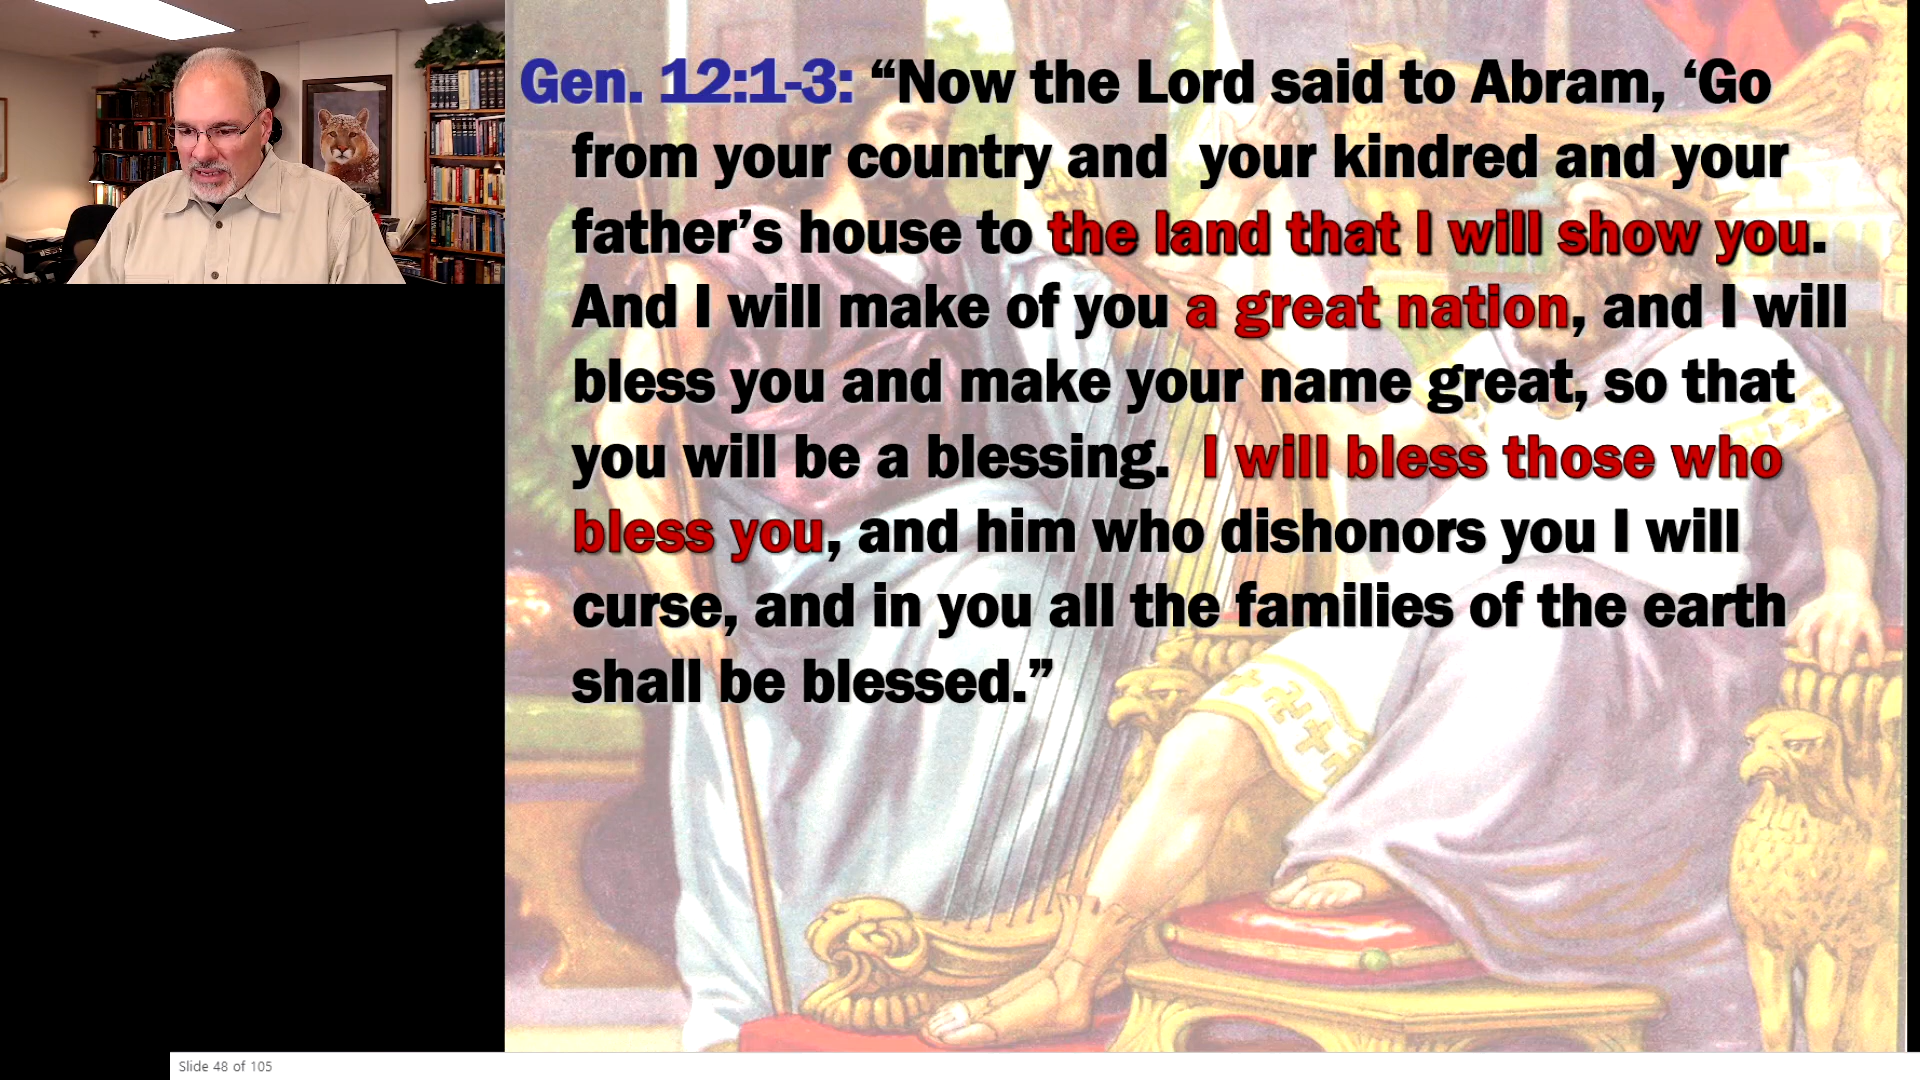 Gen. 12:1-3: “Now the Lord said to Abram, ‘Go
from your country and your kindred and your
father’s house to the land that I will show you.
And I will make of you a great nation, and I will
bless you and make your name great, so that
you will be a blessing. I will bless those who
bless you, and him who dishonors you I will
curse, and in you all the families of the earth
shall be blessed.”
Slide 48 of 105